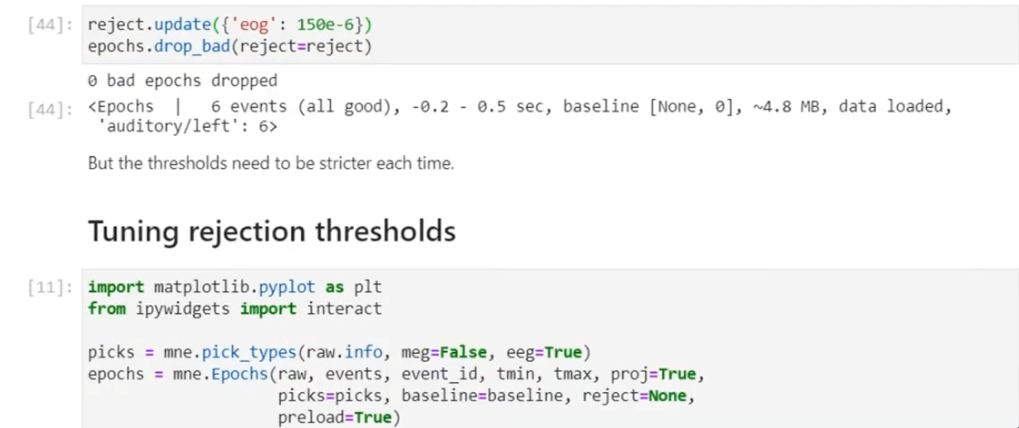 [44]: reject.update({'eog': 150e-6})
epochs.drop_bad(reject=reject)
0 bad epochs dropped
[44]: <Epochs | 6 events (all good), -0.2 - 0.5 sec, baseline [None, 0], ~4.8 MB, data loaded,
'auditory/left': 6>
But the thresholds need to be stricter each time.
Tuning rejection thresholds
[11]: import matplotlib.pyplot as plt
from ipywidgets import interact
picks = mne.pick_types(raw.info, meg=False, eeg=True)
epochs = mne.Epochs(raw, events, event_id, tmin, tmax, proj=True,
picks=picks, baseline=baseline, reject=None,
preload=True)